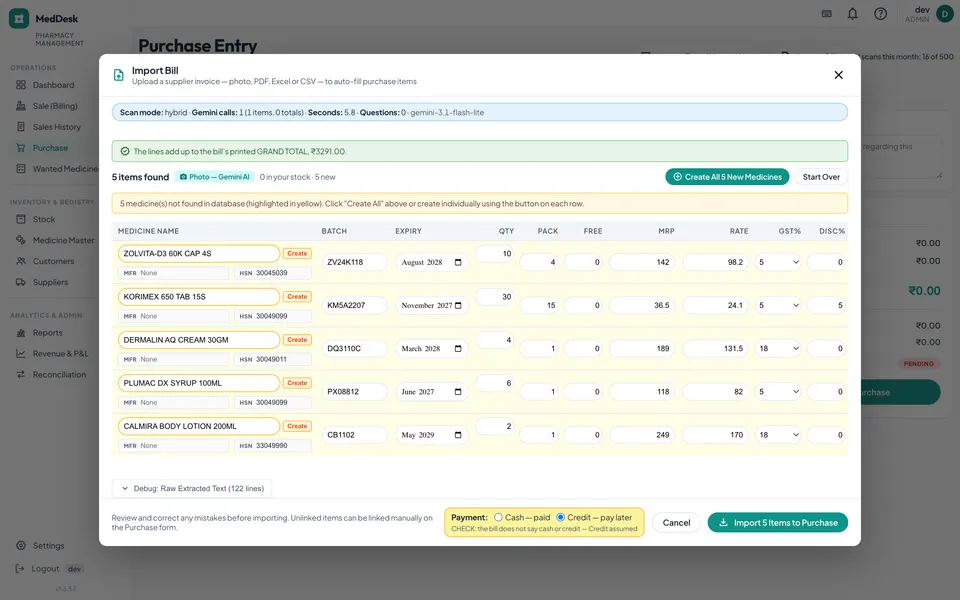 MedDesk
PHARMACY MANAGEMENT
dev
ADMIN
D
OPERATIONS
Dashboard
Sale (Billing)
Sales History
Purchase
Wanted Medicine
INVENTORY & REGISTRY
Stock
Medicine Master
Customers
Suppliers
ANALYTICS & ADMIN
Reports
Revenue & P&L
Reconciliation
Settings
Logout dev
Purchase Entry
scans this month: 16 of 500
regarding this
₹0.00
₹0.00
₹0.00
₹0.00
₹0.00
PENDING
urchase
Import Bill
Upload a supplier invoice — photo, PDF, Excel or CSV — to auto-fill purchase items
Scan mode: hybrid · Gemini calls: 1 (1 items, 0 totals) · Seconds: 5.8 · Questions: 0 · gemini-3.1-flash-lite
The lines add up to the bill's printed GRAND TOTAL, ₹3291.00.
5 items found Photo — Gemini AI 0 in your stock · 5 new
Create All 5 New Medicines Start Over
5 medicine(s) not found in database (highlighted in yellow). Click "Create All" above or create individually using the button on each row.
MEDICINE NAME BATCH EXPIRY QTY PACK FREE MRP RATE GST% DISC%
ZOLVITA-D3 60K CAP 4S Create ZV24K118 August 2028 10 4 0 142 98.2 5 0
MFR None HSN 30045039
KORIMEX 650 TAB 15S Create KM5A2207 November 2027 30 15 0 36.5 24.1 5 5
MFR None HSN 30049099
DERMALIN AQ CREAM 30GM Create DQ3110C March 2028 4 1 0 189 131.5 18 0
MFR None HSN 30049011
PLUMAC DX SYRUP 100ML Create PX08812 June 2027 6 1 0 118 82 5 0
MFR None HSN 30049099
CALMIRA BODY LOTION 200ML Create CB1102 May 2029 2 1 0 249 170 18 0
MFR None HSN 33049990
Debug: Raw Extracted Text (122 lines)
Review and correct any mistakes before importing. Unlinked items can be linked manually on
the Purchase form.
Payment: Cash — paid Credit — pay later
CHECK: the bill does not say cash or credit — Credit assumed
Cancel
Import 5 Items to Purchase